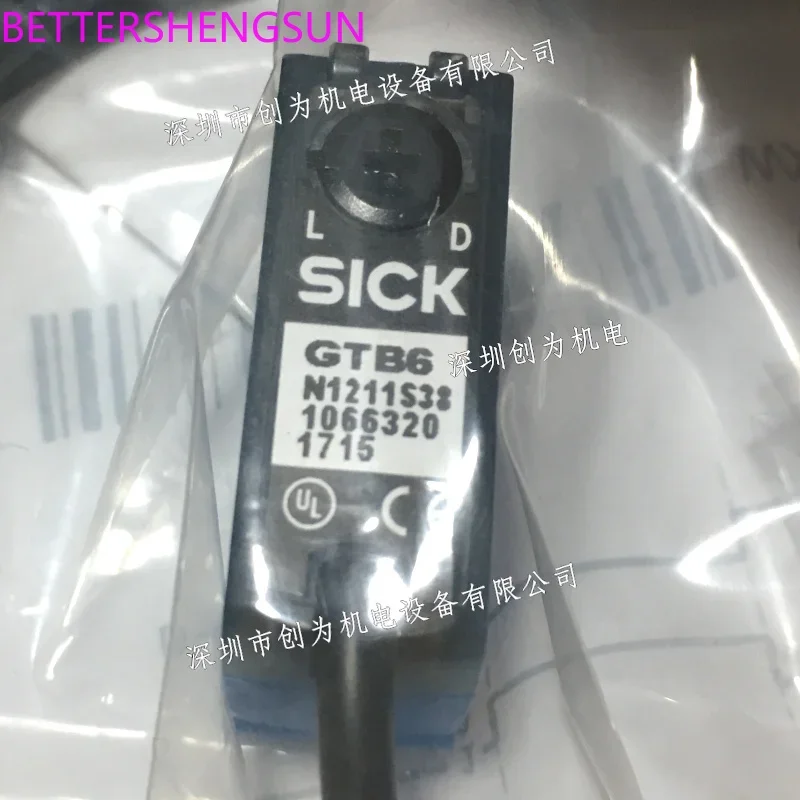 BETTERSHENGSUN
深圳市创为机电设备有限公司
L D
SICK
GTB6
深圳创为机电
N1211S38
1066320
1715
UL CE
深圳市创为机电设备有限公司